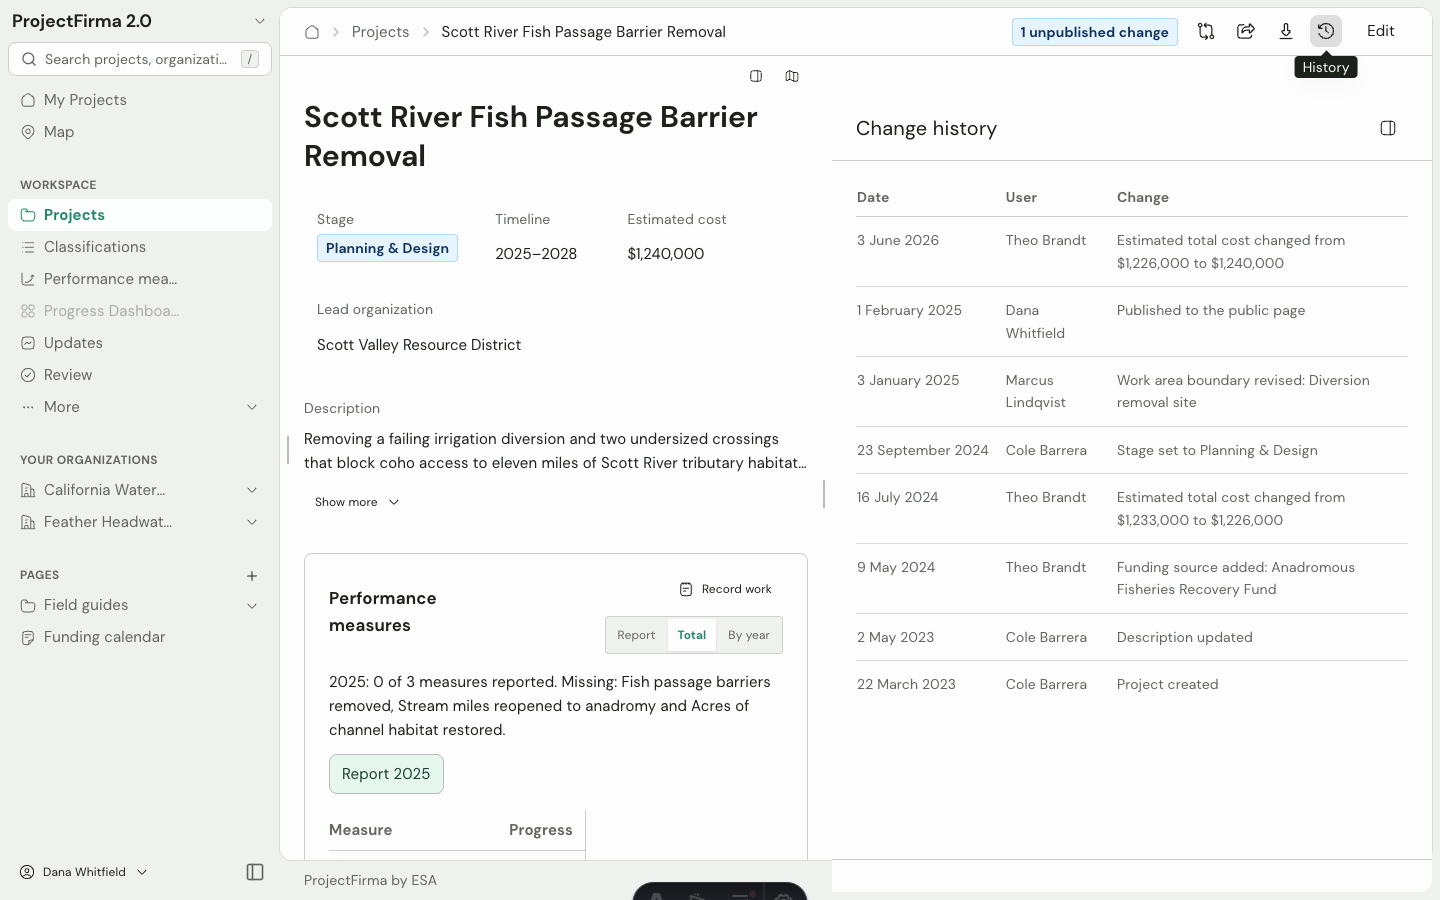 ProjectFirma 2.0
Search projects, organizati... /
My Projects
Map
WORKSPACE
Projects
Classifications
Performance mea...
Progress Dashboa...
Updates
Review
More
YOUR ORGANIZATIONS
California Water...
Feather Headwat...
PAGES
Field guides
Funding calendar
Dana Whitfield
Projects
Scott River Fish Passage Barrier Removal
1 unpublished change
Edit
History
Scott River Fish Passage Barrier
Removal
Stage
Timeline
Estimated cost
Planning & Design
2025–2028
$1,240,000
Lead organization
Scott Valley Resource District
Description
Removing a failing irrigation diversion and two undersized crossings
that block coho access to eleven miles of Scott River tributary habitat...
Show more
Performance
measures
Record work
Report Total By year
2025: 0 of 3 measures reported. Missing: Fish passage barriers
removed, Stream miles reopened to anadromy and Acres of
channel habitat restored.
Report 2025
Measure Progress
ProjectFirma by ESA
Change history
Date User Change
3 June 2026 Theo Brandt Estimated total cost changed from
$1,226,000 to $1,240,000
1 February 2025 Dana Published to the public page
Whitfield
3 January 2025 Marcus Work area boundary revised: Diversion
Lindqvist removal site
23 September 2024 Cole Barrera Stage set to Planning & Design
16 July 2024 Theo Brandt Estimated total cost changed from
$1,233,000 to $1,226,000
9 May 2024 Theo Brandt Funding source added: Anadromous
Fisheries Recovery Fund
2 May 2023 Cole Barrera Description updated
22 March 2023 Cole Barrera Project created